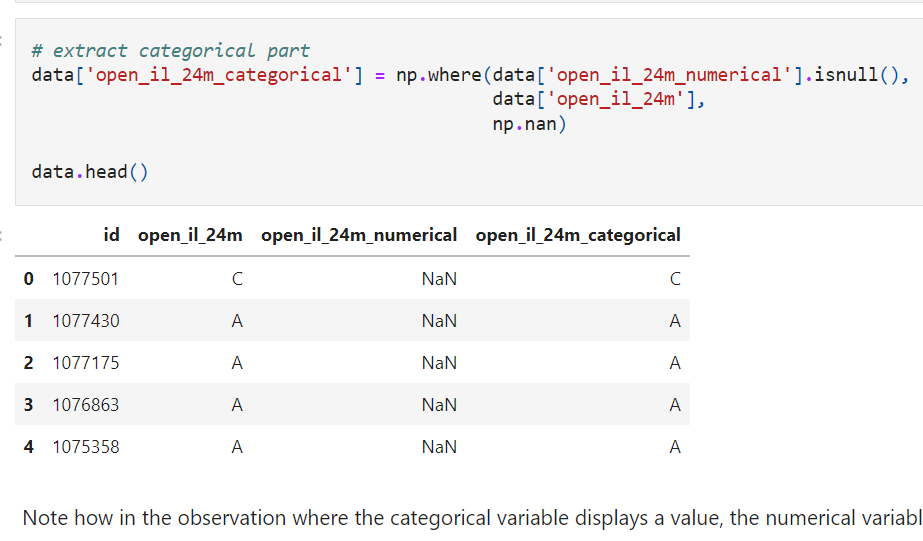 # extract categorical part
data['open_il_24m_categorical'] = np.where(data['open_il_24m_numerical'].isnull(),
data['open_il_24m'],
np.nan)
data.head()
id open_il_24m open_il_24m_numerical open_il_24m_categorical
0 1077501 C NaN C
1 1077430 A NaN A
2 1077175 A NaN A
3 1076863 A NaN A
4 1075358 A NaN A
Note how in the observation where the categorical variable displays a value, the numerical variabl